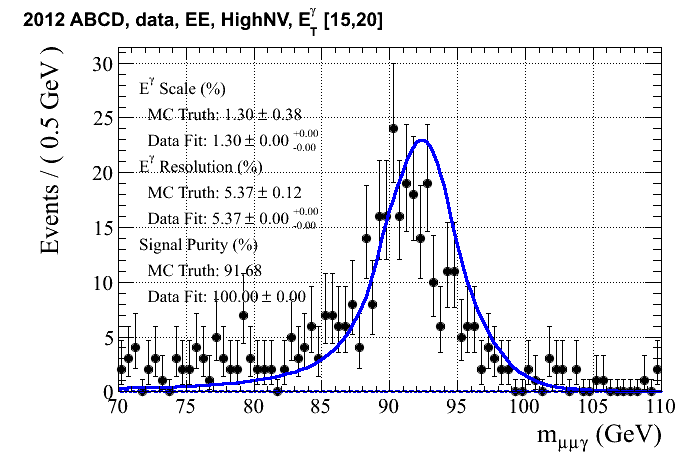 2012 ABCD, data, EE, HighNV, E_T^γ [15,20]
Events / ( 0.5 GeV )
30
25
20
15
10
5
0
E^γ Scale (%)
MC Truth: 1.30 ± 0.38
Data Fit: 1.30 ± 0.00 +0.00 -0.00
E^γ Resolution (%)
MC Truth: 5.37 ± 0.12
Data Fit: 5.37 ± 0.00 +0.00 -0.00
Signal Purity (%)
MC Truth: 91.68
Data Fit: 100.00 ± 0.00
70 75 80 85 90 95 100 105 110
m_μμγ (GeV)